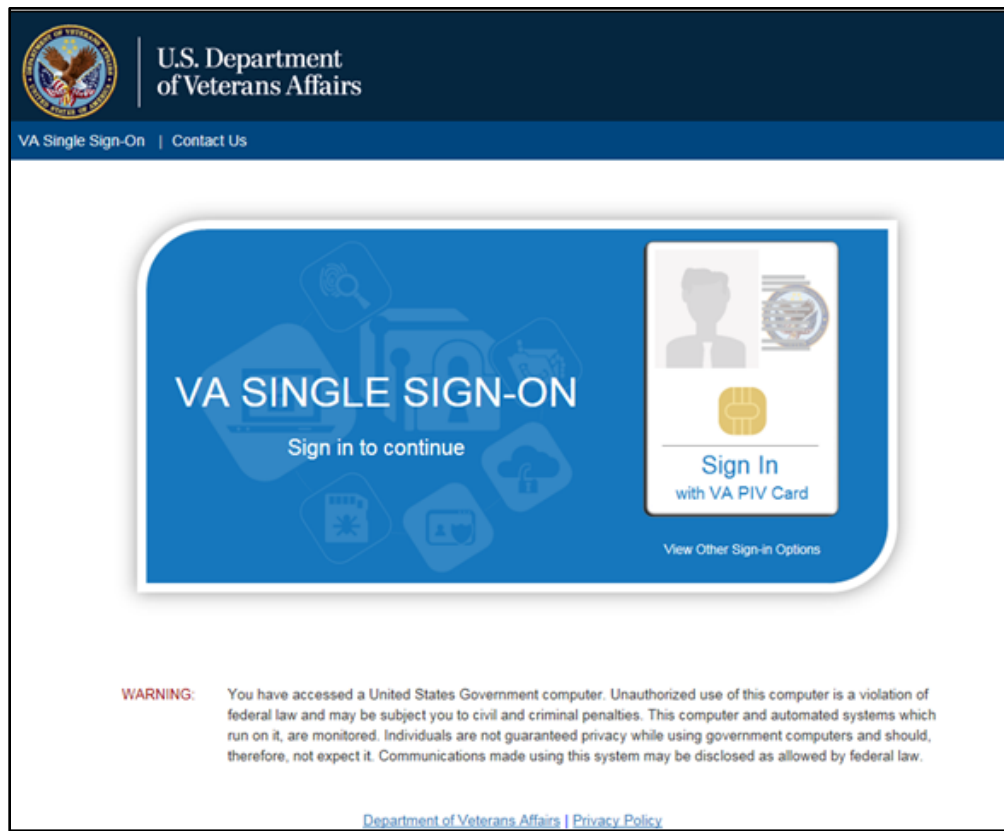 U.S. Department
of Veterans Affairs
VA Single Sign-On | Contact Us
VA SINGLE SIGN-ON
Sign in to continue
Sign In
with VA PIV Card
View Other Sign-in Options
WARNING: You have accessed a United States Government computer. Unauthorized use of this computer is a violation of
federal law and may be subject you to civil and criminal penalties. This computer and automated systems which
run on it, are monitored. Individuals are not guaranteed privacy while using government computers and should,
therefore, not expect it. Communications made using this system may be disclosed as allowed by federal law.
Department of Veterans Affairs | Privacy Policy